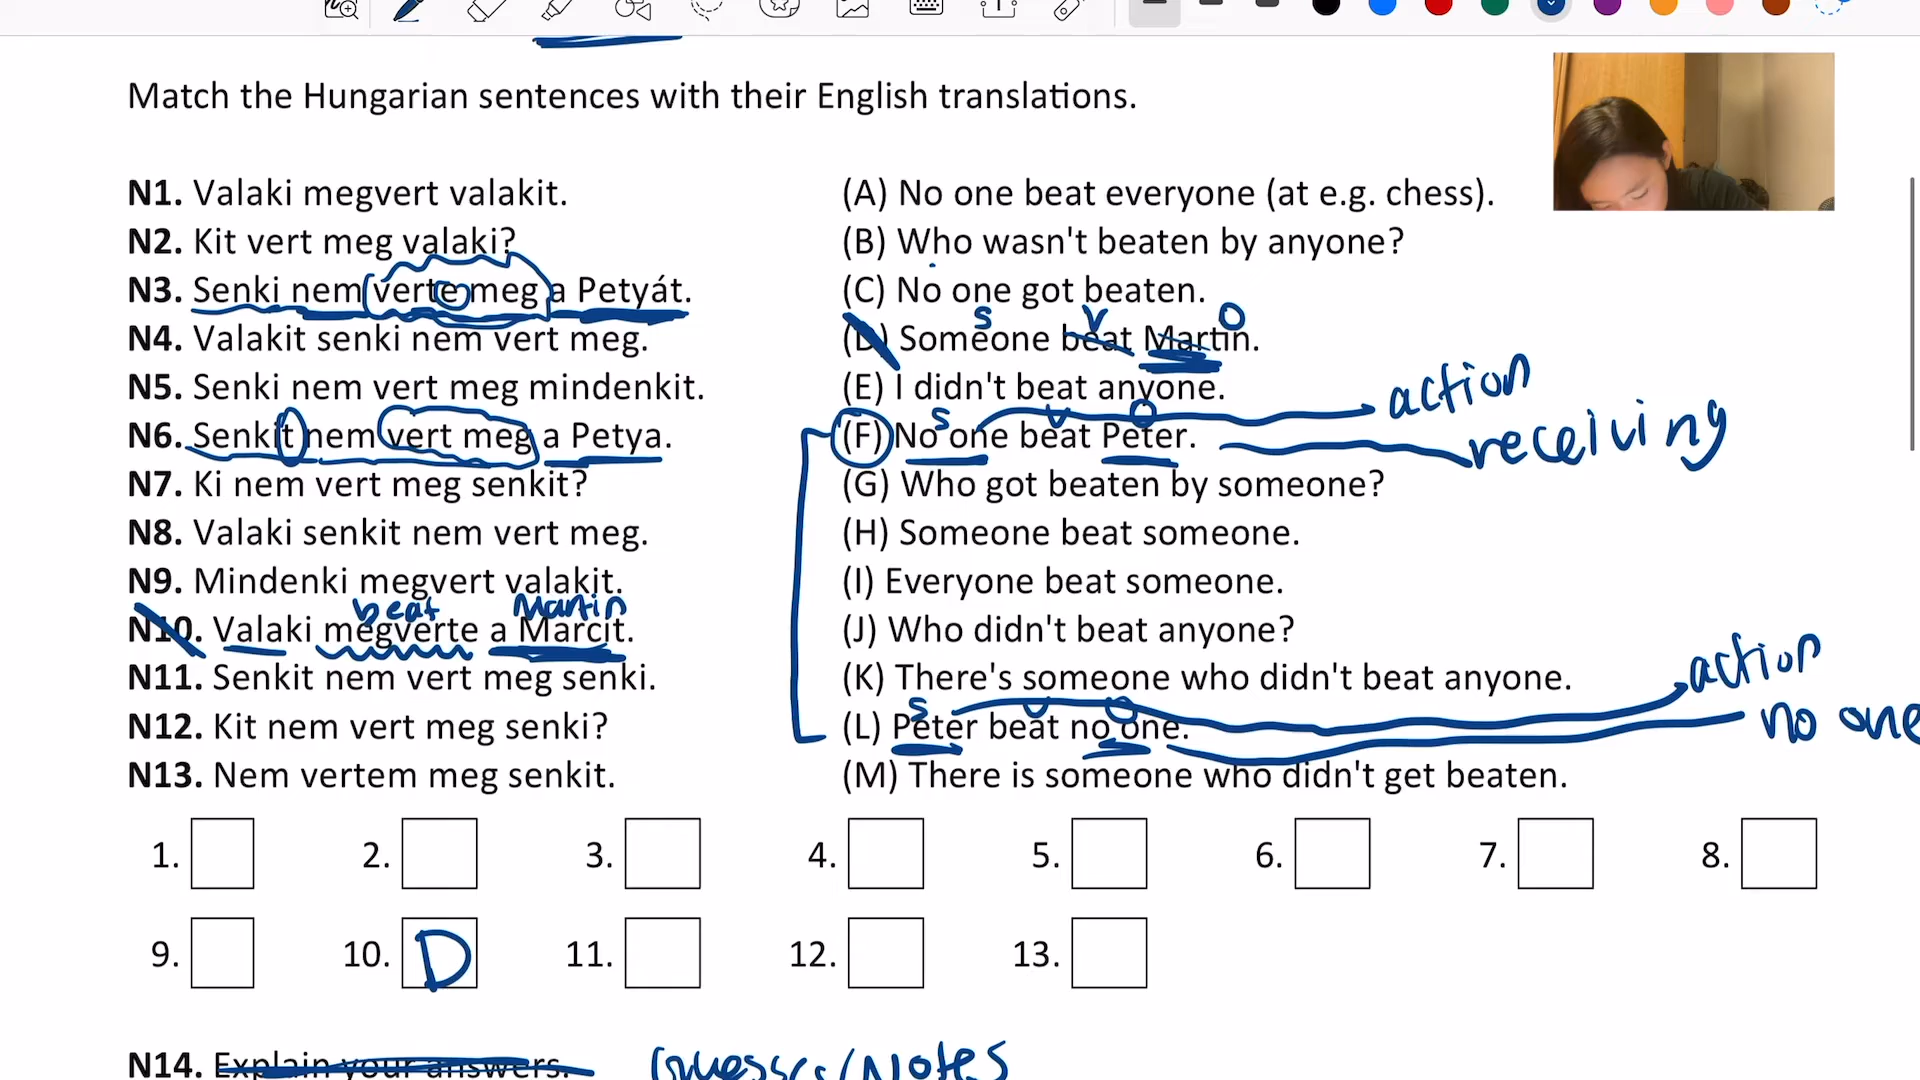 Match the Hungarian sentences with their English translations.
N1. Valaki megvert valakit.
N2. Kit vert meg valaki?
N3. Senki nem verte meg a Petyát.
N4. Valakit senki nem vert meg.
N5. Senki nem vert meg mindenkit.
N6. Senkit nem vert meg a Petya.
N7. Ki nem vert meg senkit?
N8. Valaki senkit nem vert meg.
N9. Mindenki megvert valakit.
beat Martin
N10. Valaki megverte a Marcit.
N11. Senkit nem vert meg senki.
N12. Kit nem vert meg senki?
N13. Nem vertem meg senkit.
(A) No one beat everyone (at e.g. chess).
(B) Who wasn't beaten by anyone?
(C) No one got beaten.
S V O
(D) Someone beat Martin.
(E) I didn't beat anyone.
action
S V O
(F) No one beat Peter.
receiving
(G) Who got beaten by someone?
(H) Someone beat someone.
(I) Everyone beat someone.
(J) Who didn't beat anyone?
(K) There's someone who didn't beat anyone.
action
S V O
(L) Peter beat no one.
no one
(M) There is someone who didn't get beaten.
1. 2. 3. 4. 5. 6. 7. 8.
9. 10. D 11. 12. 13.
N14. Explain your answers. Guesses/Notes